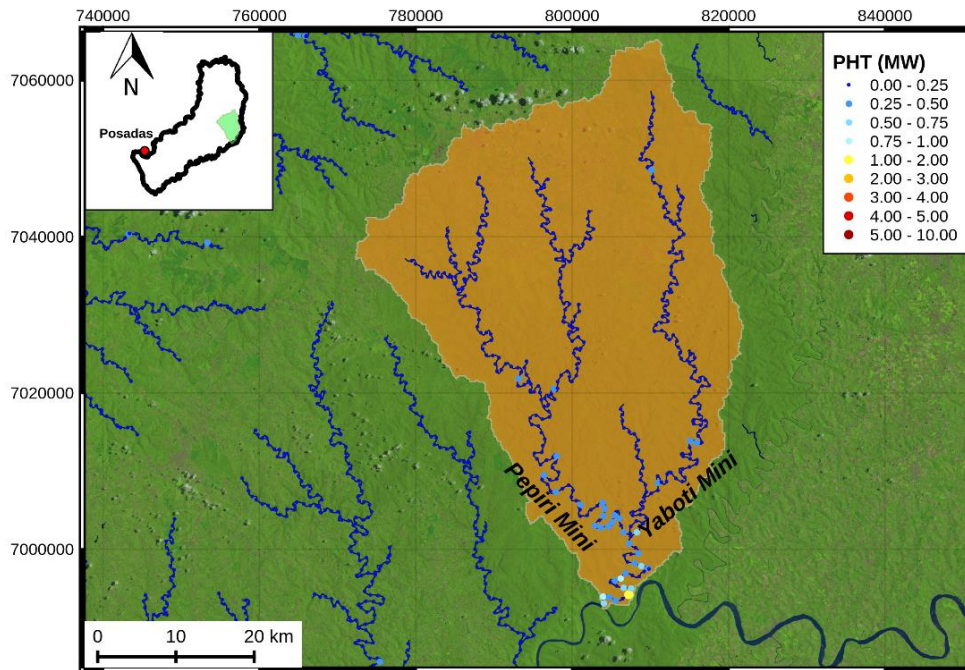 740000 760000 780000 800000 820000 840000
7060000
7040000
7020000
7000000
N
Posadas
PHT (MW)
0.00 - 0.25
0.25 - 0.50
0.50 - 0.75
0.75 - 1.00
1.00 - 2.00
2.00 - 3.00
3.00 - 4.00
4.00 - 5.00
5.00 - 10.00
Pepiri Mini
Yaboti Mini
0 10 20 km